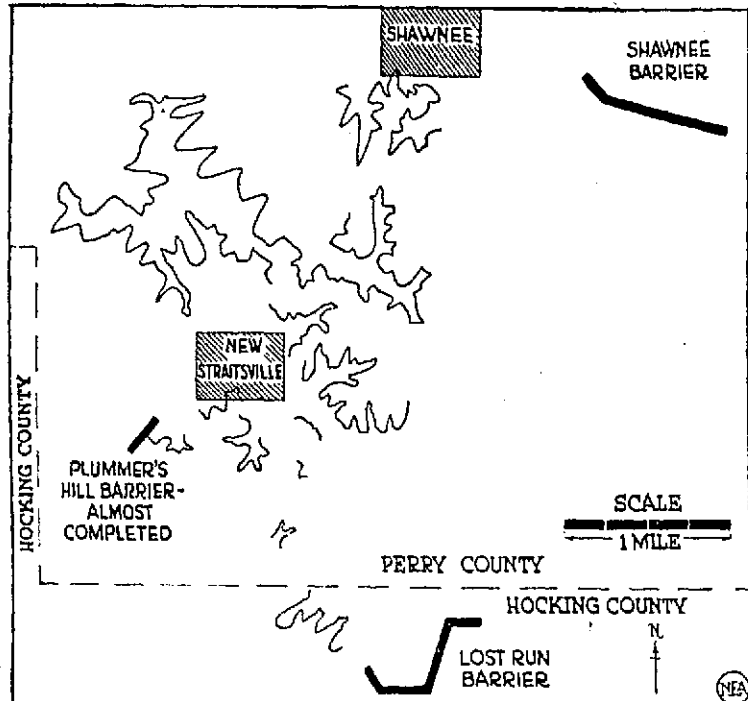 SHAWNEE
SHAWNEE
BARRIER
NEW
STRAITSVILLE
HOCKING COUNTY
PLUMMER'S
HILL BARRIER-
ALMOST
COMPLETED
SCALE
1 MILE
PERRY COUNTY
HOCKING COUNTY
N
LOST RUN
BARRIER
NEA